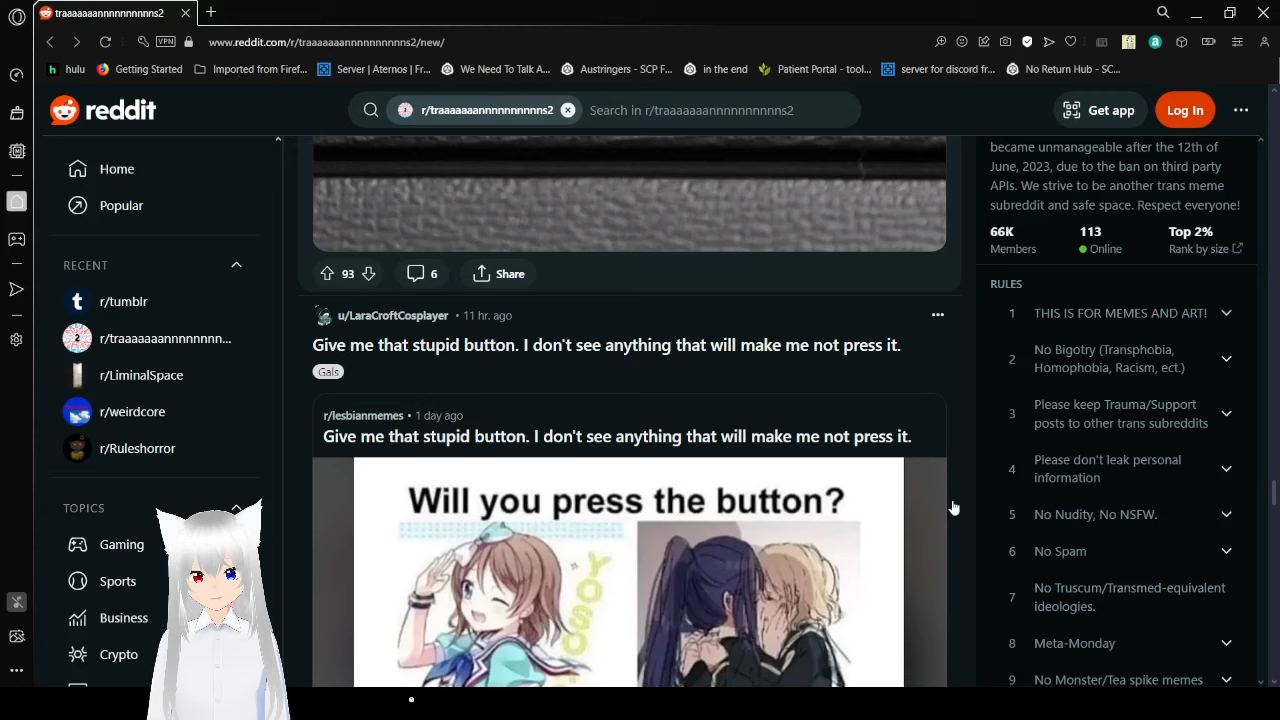 traaaaaaannnnnnnnnns2
www.reddit.com/r/traaaaaaannnnnnnnnns2/new/
VPN
hulu
Getting Started
Imported from Firef...
Server | Aternos | Fr...
We Need To Talk A...
Austringers - SCP F...
in the end
Patient Portal - tool...
server for discord fr...
No Return Hub - SC...
reddit
r/traaaaaaannnnnnnnnns2
Search in r/traaaaaaannnnnnnnnns2
Get app
Log In
Home
Popular
RECENT
r/tumblr
r/traaaaaaannnnnnn...
r/LiminalSpace
r/weirdcore
r/Ruleshorror
TOPICS
Gaming
Sports
Business
Crypto
93
6
Share
u/LaraCroftCosplayer • 11 hr. ago
Give me that stupid button. I don't see anything that will make me not press it.
Gals
r/lesbianmemes • 1 day ago
Give me that stupid button. I don't see anything that will make me not press it.
Will you press the button?
YOSO
became unmanageable after the 12th of
June, 2023, due to the ban on third party
APIs. We strive to be another trans meme
subreddit and safe space. Respect everyone!
66K 113 Top 2%
Members Online Rank by size
RULES
1 THIS IS FOR MEMES AND ART!
2 No Bigotry (Transphobia,
Homophobia, Racism, ect.)
3 Please keep Trauma/Support
posts to other trans subreddits
4 Please don't leak personal
information
5 No Nudity, No NSFW.
6 No Spam
7 No Truscum/Transmed-equivalent
ideologies.
8 Meta-Monday
9 No Monster/Tea spike memes